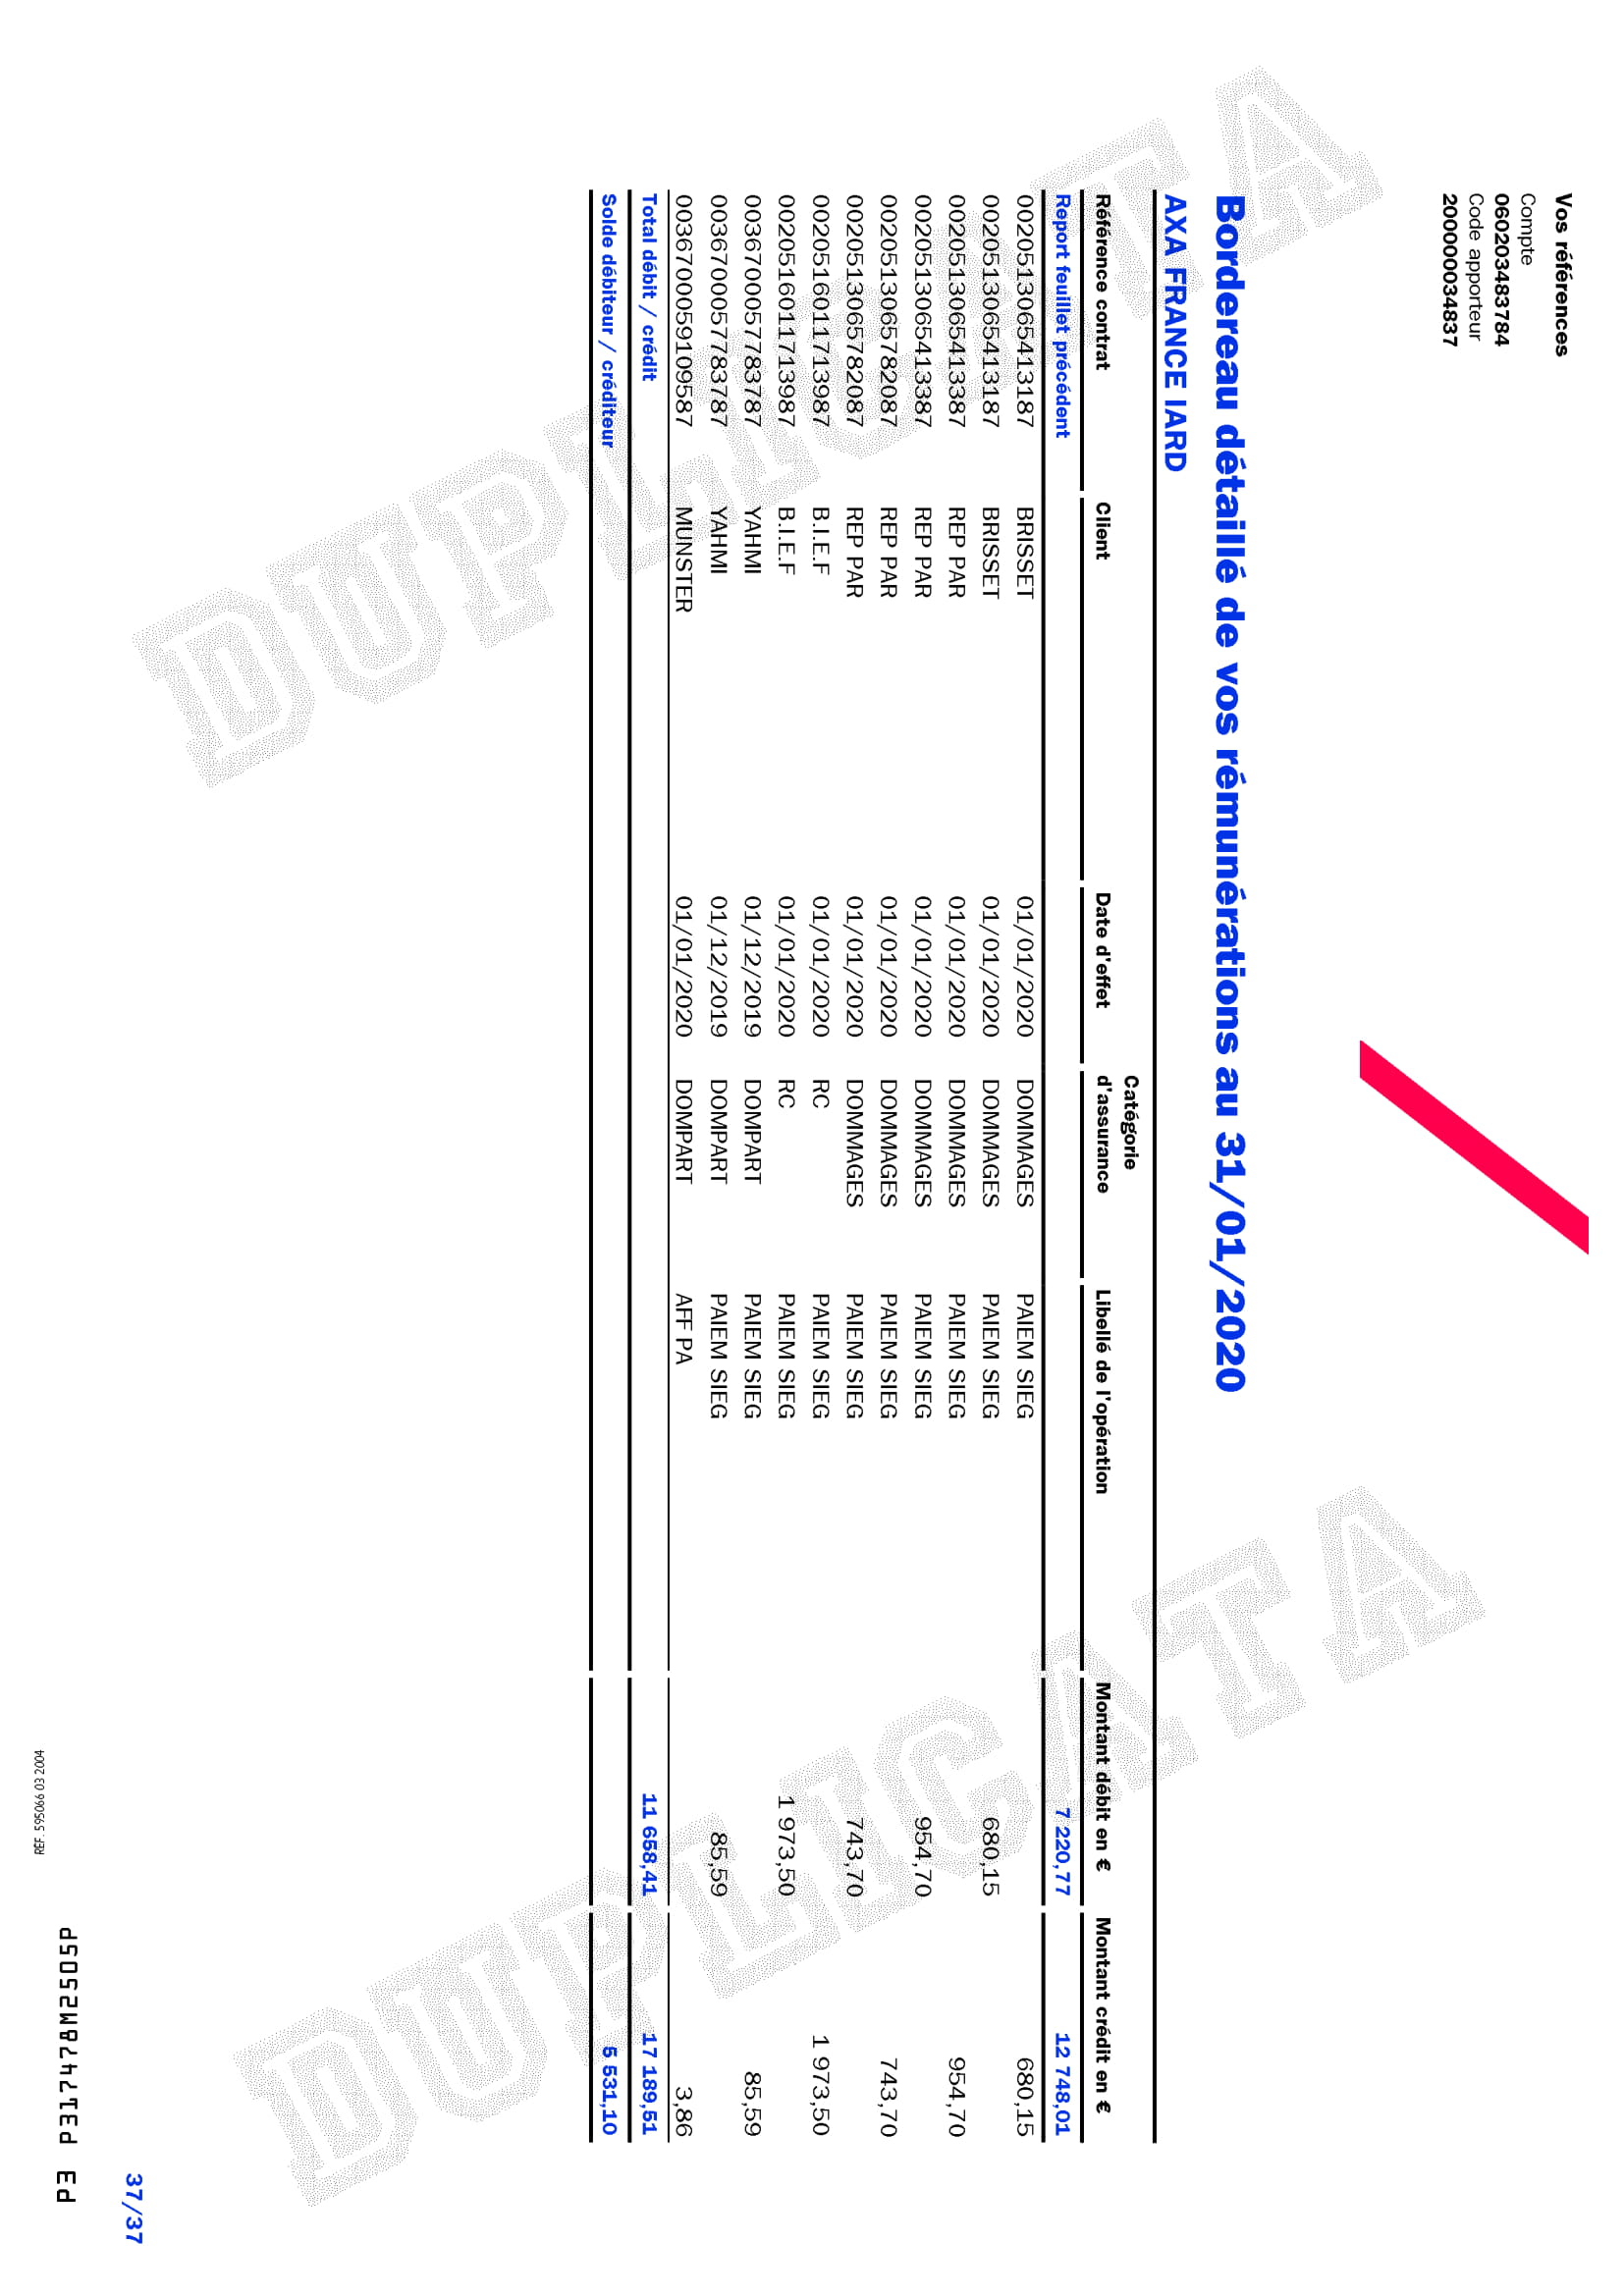 Vos références
Compte
060203483784
Code apporteur
200000034837
Bordereau détaillé de vos rémunérations au 31/01/2020
AXA FRANCE IARD
Référence contrat Client Date d'effet Catégorie d'assurance Libellé de l'opération Montant débit en € Montant crédit en €
Report feuillet précédent 7 220,77 12 748,01
0020513065413187 BRISSET 01/01/2020 DOMMAGES PAIEM SIEG 680,15
0020513065413187 BRISSET 01/01/2020 DOMMAGES PAIEM SIEG 680,15
0020513065413387 REP PAR 01/01/2020 DOMMAGES PAIEM SIEG 954,70
0020513065413387 REP PAR 01/01/2020 DOMMAGES PAIEM SIEG 954,70
0020513065782087 REP PAR 01/01/2020 DOMMAGES PAIEM SIEG 743,70
0020513065782087 REP PAR 01/01/2020 DOMMAGES PAIEM SIEG 743,70
0020516011713987 B.I.E.F 01/01/2020 RC PAIEM SIEG 1 973,50
0020516011713987 B.I.E.F 01/01/2020 RC PAIEM SIEG 1 973,50
0036700057783787 YAHMI 01/12/2019 DOMPART PAIEM SIEG 85,59
0036700057783787 YAHMI 01/12/2019 DOMPART PAIEM SIEG 85,59
0036700059109587 MUNSTER 01/01/2020 DOMPART AFF PA 3,86
Total débit / crédit 11 658,41 17 189,51
Solde débiteur / créditeur 5 531,10
DUPLICATA
DUPLICATA
37/37
P317478M2505P P3
REF. 595066 03 2004